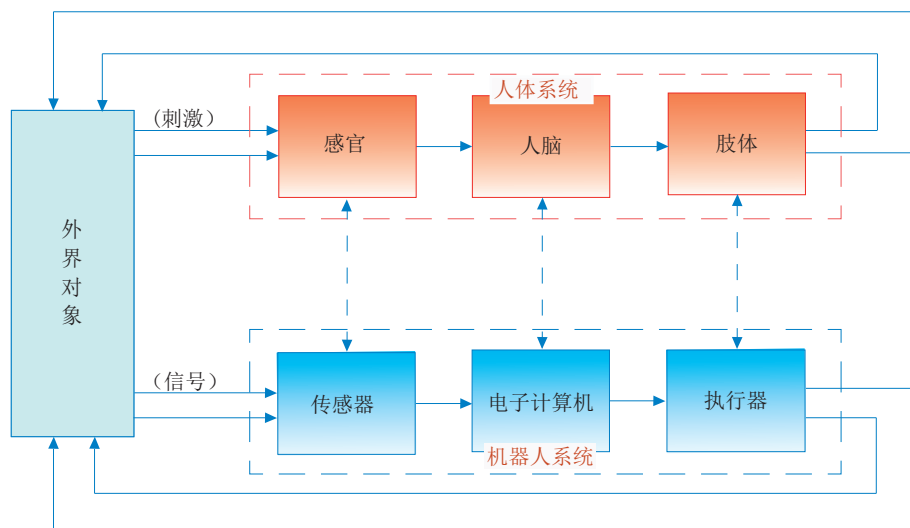 人体系统
(刺激）
感官
人脑
肢体
外
界
对
象
（信号）
传感器
电子计算机
执行器
机器人系统